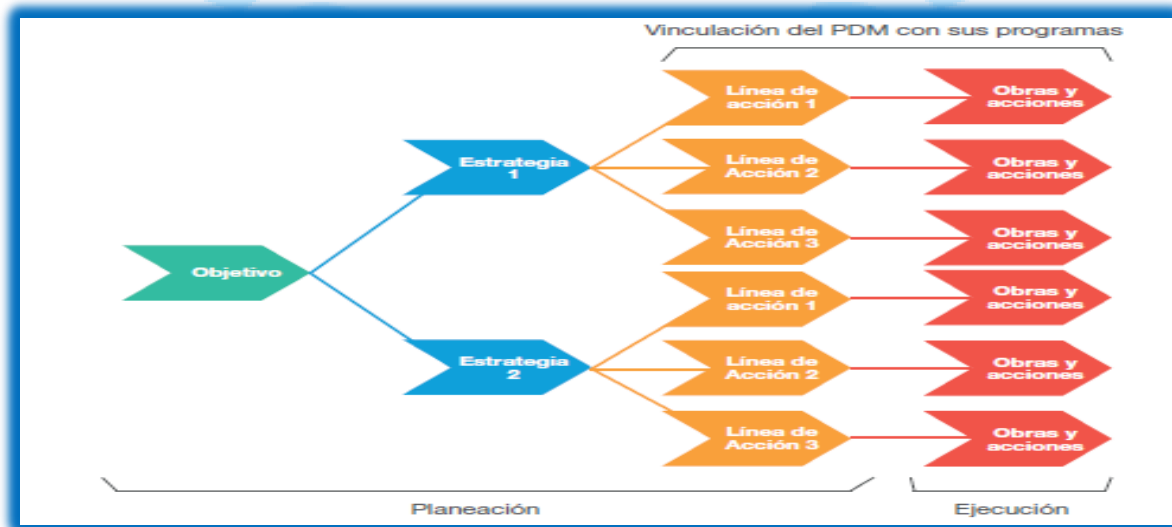 Vinculación del PDM con sus programas
Línea de
acción 1
Obras y
acciones
Estrategia
1
Línea de
Acción 2
Obras y
acciones
Línea de
Acción 3
Obras y
acciones
Objetivo
Línea de
acción 1
Obras y
acciones
Estrategia
2
Línea de
Acción 2
Obras y
acciones
Línea de
Acción 3
Obras y
acciones
Planeación
Ejecución